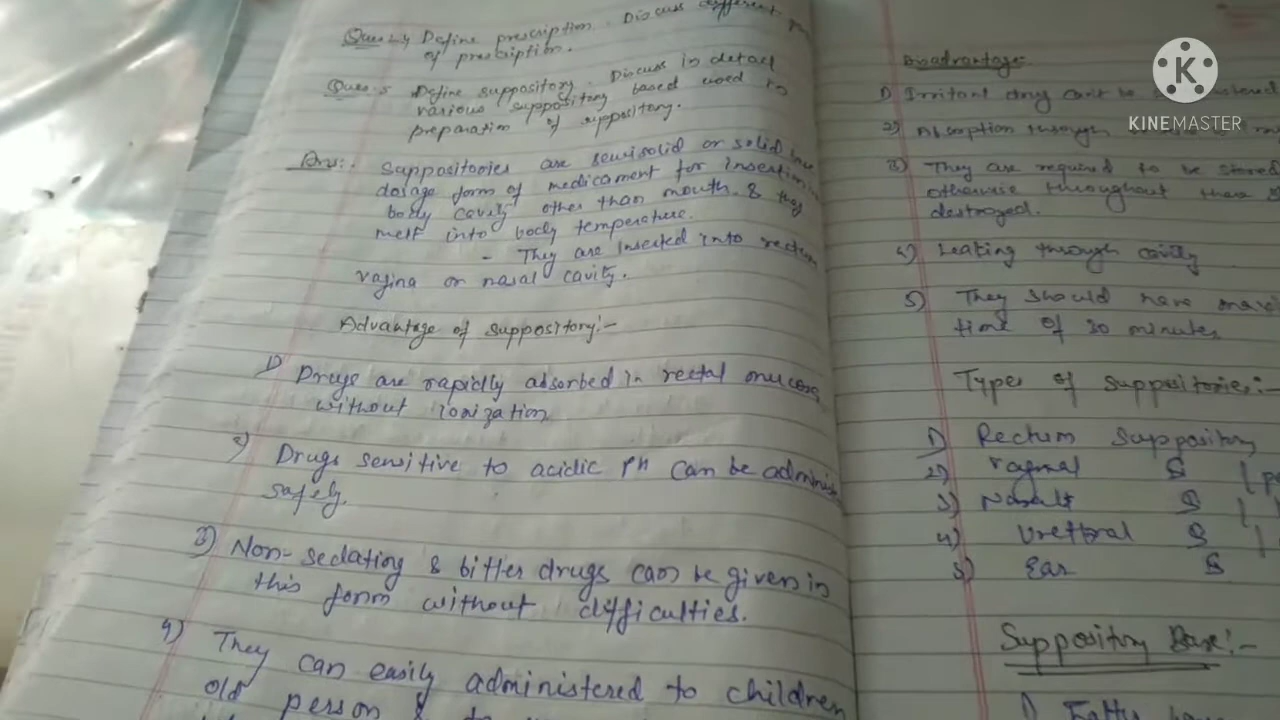 Ques:4 Define prescription. Discuss different
of prescription.
Ques:5 Define suppository. Discuss in detail
various suppository based used to
preparation of suppository.
Ans:- Suppositories are semisolid or solid
dosage form of medicament for insertion in
body cavity other than mouth. & they
melt into body temperature.
- They are inserted into rectum
vagina or nasal cavity.
Advantage of suppository:-
1) Drugs are rapidly absorbed in rectal mucosa
without ionization
2) Drugs sensitive to acidic PH can be adminis
safely.
3) Non-sedating & bitter drugs can be given in
this form without difficulties.
4) They can easily administered to children
old person &
Disadvantage:-
1) Irritant drug can't be
2) Absorption through
3) They are required to be stored
otherwise throughout there
destroyed.
4) Leaking through cavity
5) They should have
time of 30 minutes
Types of Suppositories:-
1) Rectum Suppository
2) Vaginal S
3) Nasal S
4) Urethral S
5) Ear S
Suppository Base:-
1) Fatty
K
KINEMASTER